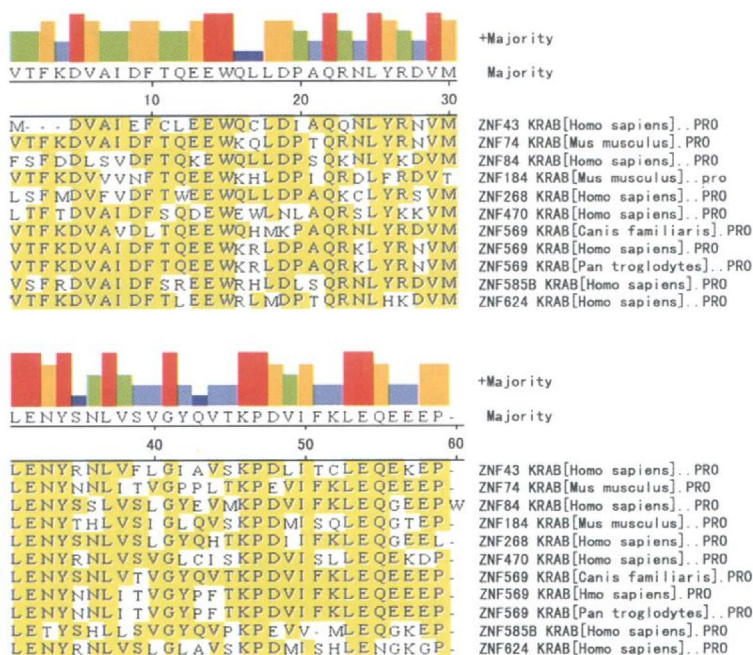 +Majority
VTFKDVAIDFTQEEWQLLDPAQRNLYRDVM Majority
10 20 30
M---DVAIEFCLEEWQCLDIAQQNLYRNVM ZNF43 KRAB[Homo sapiens]..PRO
VTFKDVAIDFTQEEWKQLDPTQRNLYRNVM ZNF74 KRAB[Mus musculus].PRO
FSFDDLSVDFTQKEWQLLDPSQKNLYKDVM ZNF84 KRAB[Homo sapiens]..PRO
VTFKDVVVNFTQEEWKHLDPIQRDLFRDVT ZNF184 KRAB[Mus musculus]..pro
LSFMDVFVDFTWEEWQLLDPAQKCLYRSVM ZNF268 KRAB[Homo sapiens]..PRO
LTFTDVAIDFSQDEWEWLNLAQRSLYKKVM ZNF470 KRAB[Homo sapiens]..PRO
VTFKDVAVDLTQEEWQHMKPAQRNLYRDVM ZNF569 KRAB[Canis familiaris].PRO
VTFKDVAIDFTQEEWKRLDPAQRKLYRNVM ZNF569 KRAB[Homo sapiens]..PRO
VTFKDVAIDFTQEEWKRLDPAQRKLYRNVM ZNF569 KRAB[Pan troglodytes]..PRO
VSFRDVAIDFSREEWRHLDLSQRNLYRDVM ZNF585B KRAB[Homo sapiens].PRO
VTFKDVAIDFTLEEWRLMDPTQRNLHKDVM ZNF624 KRAB[Homo sapiens]..PRO
+Majority
LENYSNLVSVGYQVTKPDVIFKLEQEEEP- Majority
40 50 60
LENYRNLVFLGIAVSKPDLITCLEQEKEP- ZNF43 KRAB[Homo sapiens]..PRO
LENYNNLITVGPPLTKPEVIFKLEQEEEP- ZNF74 KRAB[Mus musculus].PRO
LENYSSLVSLGYEVMKPDVIFKLEQGEEPW ZNF84 KRAB[Homo sapiens]..PRO
LENYTHLVSIGLQVSKPDMISQLEQGTEP- ZNF184 KRAB[Mus musculus]..PRO
LENYSNLVSLGYQHTKPDIIFKLEQGEEL- ZNF268 KRAB[Homo sapiens]..PRO
LENYRNLVSVGLCISKPDVISLLEQEKDP- ZNF470 KRAB[Homo sapiens]..PRO
LENYSNLVTVGYQVTKPDVIFKLEQEEEP- ZNF569 KRAB[Canis familiaris].PRO
LENYNNLITVGYPFTKPDVIFKLEQEEEP- ZNF569 KRAB[Hmo sapiens]..PRO
LENYNNLITVGYPFTKPDVIFKLEQEEEP- ZNF569 KRAB[Pan troglodytes]..PRO
LETYSHLLSVGYQVPKPEVV-MLEQGKEP- ZNF585B KRAB[Homo sapiens].PRO
LENYRNLVSLGLAVSKPDMISHLENGKGP- ZNF624 KRAB[Homo sapiens]..PRO